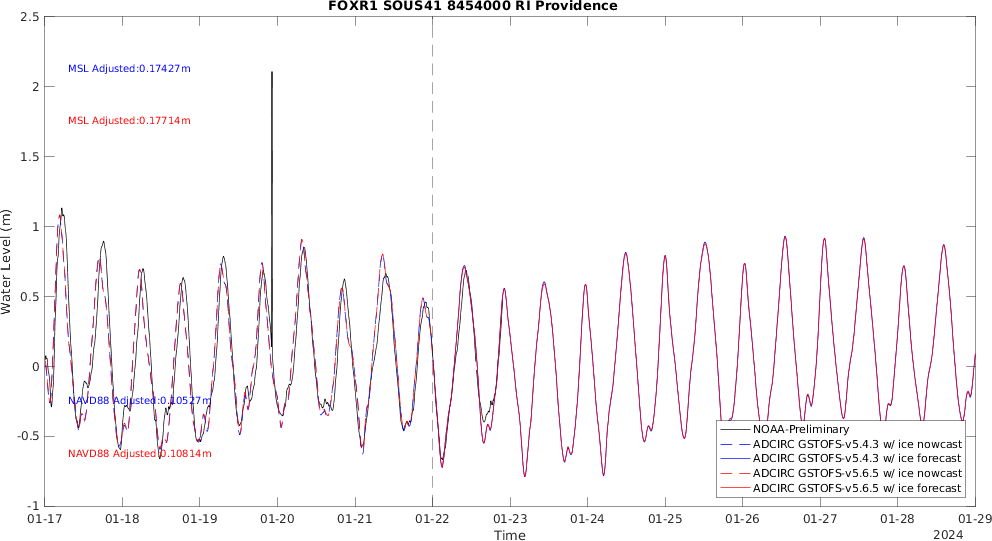 FOXR1 SOUS41 8454000 RI Providence
2.5
2
1.5
1
0.5
0
-0.5
-1
Water Level (m)
MSL Adjusted:0.17427m
MSL Adjusted:0.17714m
NAVD88 Adjusted:0.10527m
NAVD88 Adjusted:0.10814m
NOAA-Preliminary
ADCIRC GSTOFS-v5.4.3 w/ ice nowcast
ADCIRC GSTOFS-v5.4.3 w/ ice forecast
ADCIRC GSTOFS-v5.6.5 w/ ice nowcast
ADCIRC GSTOFS-v5.6.5 w/ ice forecast
01-17 01-18 01-19 01-20 01-21 01-22 01-23 01-24 01-25 01-26 01-27 01-28 01-29
Time
2024